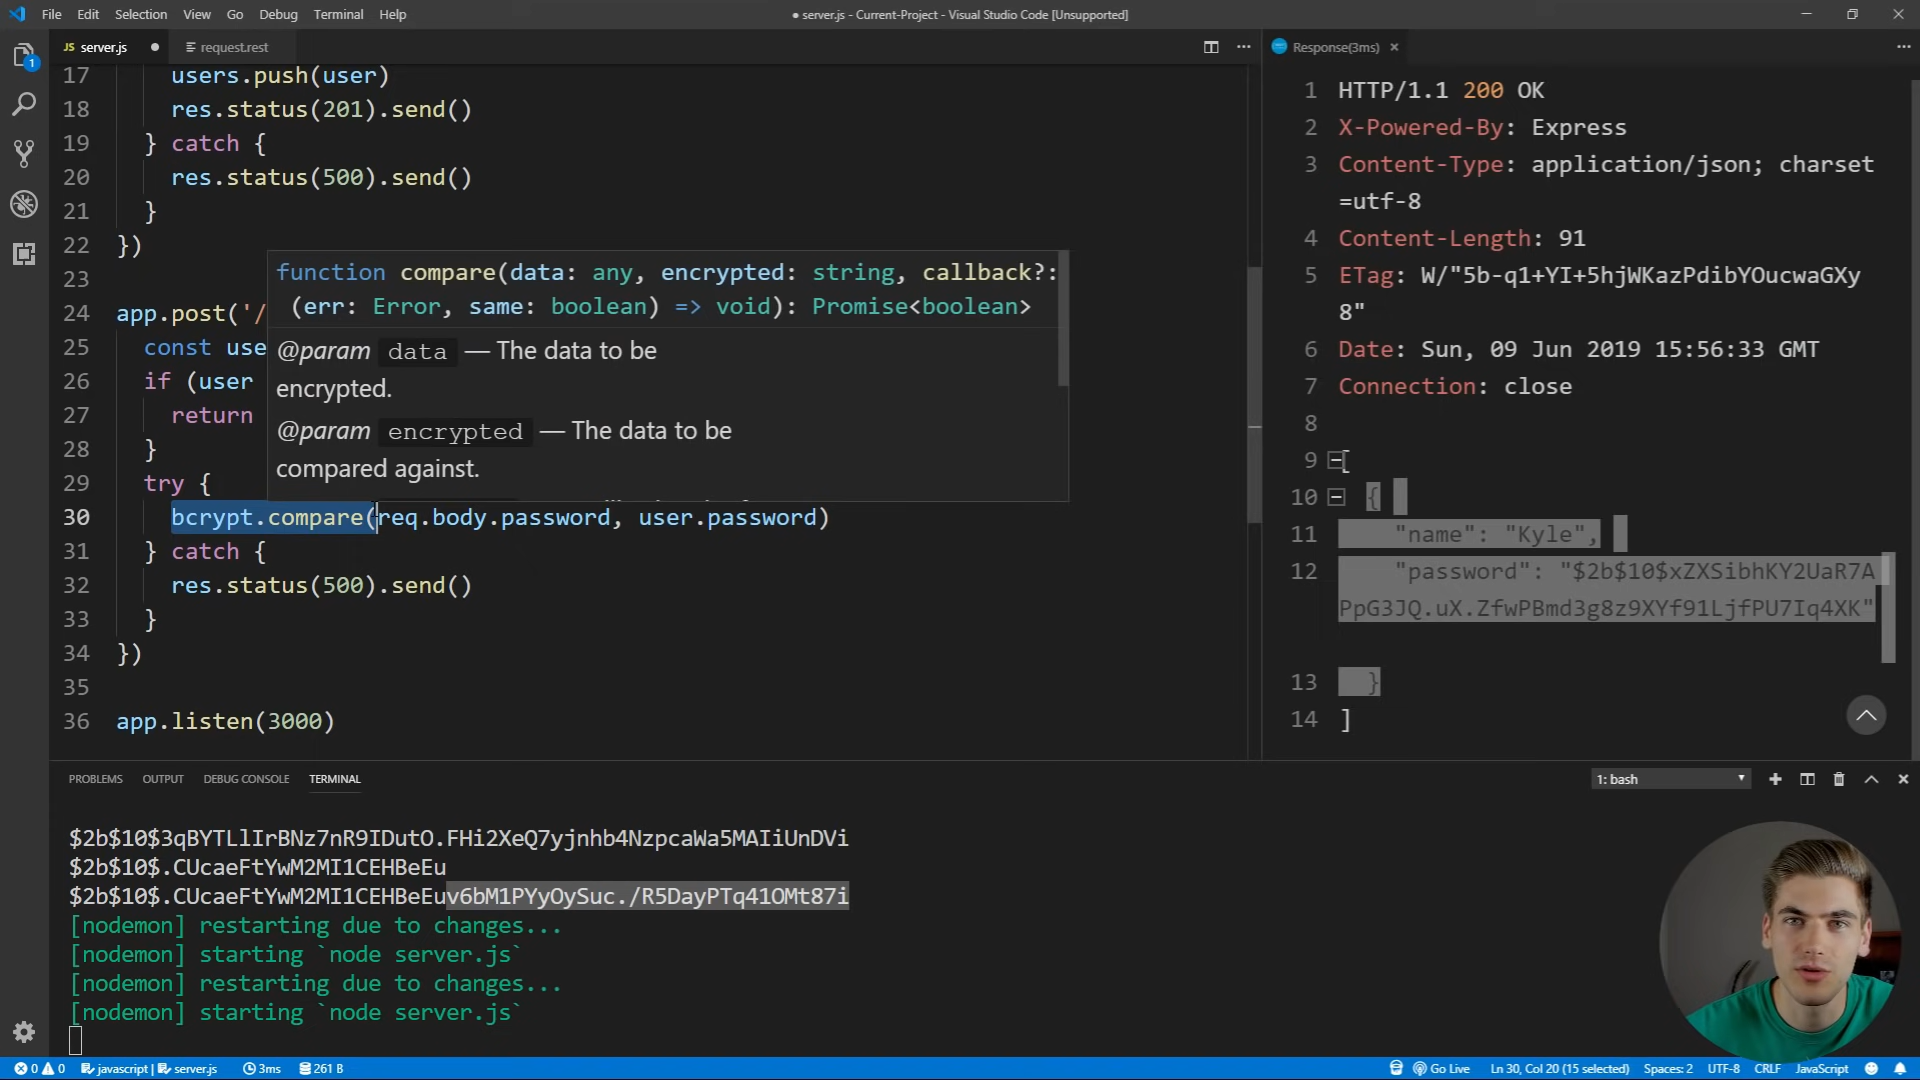 File Edit Selection View Go Debug Terminal Help
● server.js - Current-Project - Visual Studio Code [Unsupported]
JS server.js ●
request.rest
Response(3ms) ×
1
17 users.push(user)
18 res.status(201).send()
19 } catch {
20 res.status(500).send()
21 }
22 })
23
24 app.post('/
25 const use
26 if (user
27 return
28 }
29 try {
30 bcrypt.compare(req.body.password, user.password)
31 } catch {
32 res.status(500).send()
33 }
34 })
35
36 app.listen(3000)
function compare(data: any, encrypted: string, callback?:
(err: Error, same: boolean) => void): Promise<boolean>
@param data — The data to be
encrypted.
@param encrypted — The data to be
compared against.
1 HTTP/1.1 200 OK
2 X-Powered-By: Express
3 Content-Type: application/json; charset
=utf-8
4 Content-Length: 91
5 ETag: W/"5b-q1+YI+5hjWKazPdibYOucwaGXy
8"
6 Date: Sun, 09 Jun 2019 15:56:33 GMT
7 Connection: close
8
9 [
10 {
11 "name": "Kyle",
12 "password": "$2b$10$xZXSibhKY2UaR7A
PpG3JQ.uX.ZfwPBmd3g8z9XYf91LjfPU7Iq4XK"
13 }
14 ]
PROBLEMS OUTPUT DEBUG CONSOLE TERMINAL
1: bash
$2b$10$3qBYTLlIrBNz7nR9IDutO.FHi2XeQ7yjnhb4NzpcaWa5MAIiUnDVi
$2b$10$.CUcaeFtYwM2MI1CEHBeEu
$2b$10$.CUcaeFtYwM2MI1CEHBeEuv6bM1PYyOySuc./R5DayPTq41OMt87i
[nodemon] restarting due to changes...
[nodemon] starting `node server.js`
[nodemon] restarting due to changes...
[nodemon] starting `node server.js`
0 0 javascript | server.js 3ms 261 B
Go Live Ln 30, Col 20 (15 selected) Spaces: 2 UTF-8 CRLF JavaScript